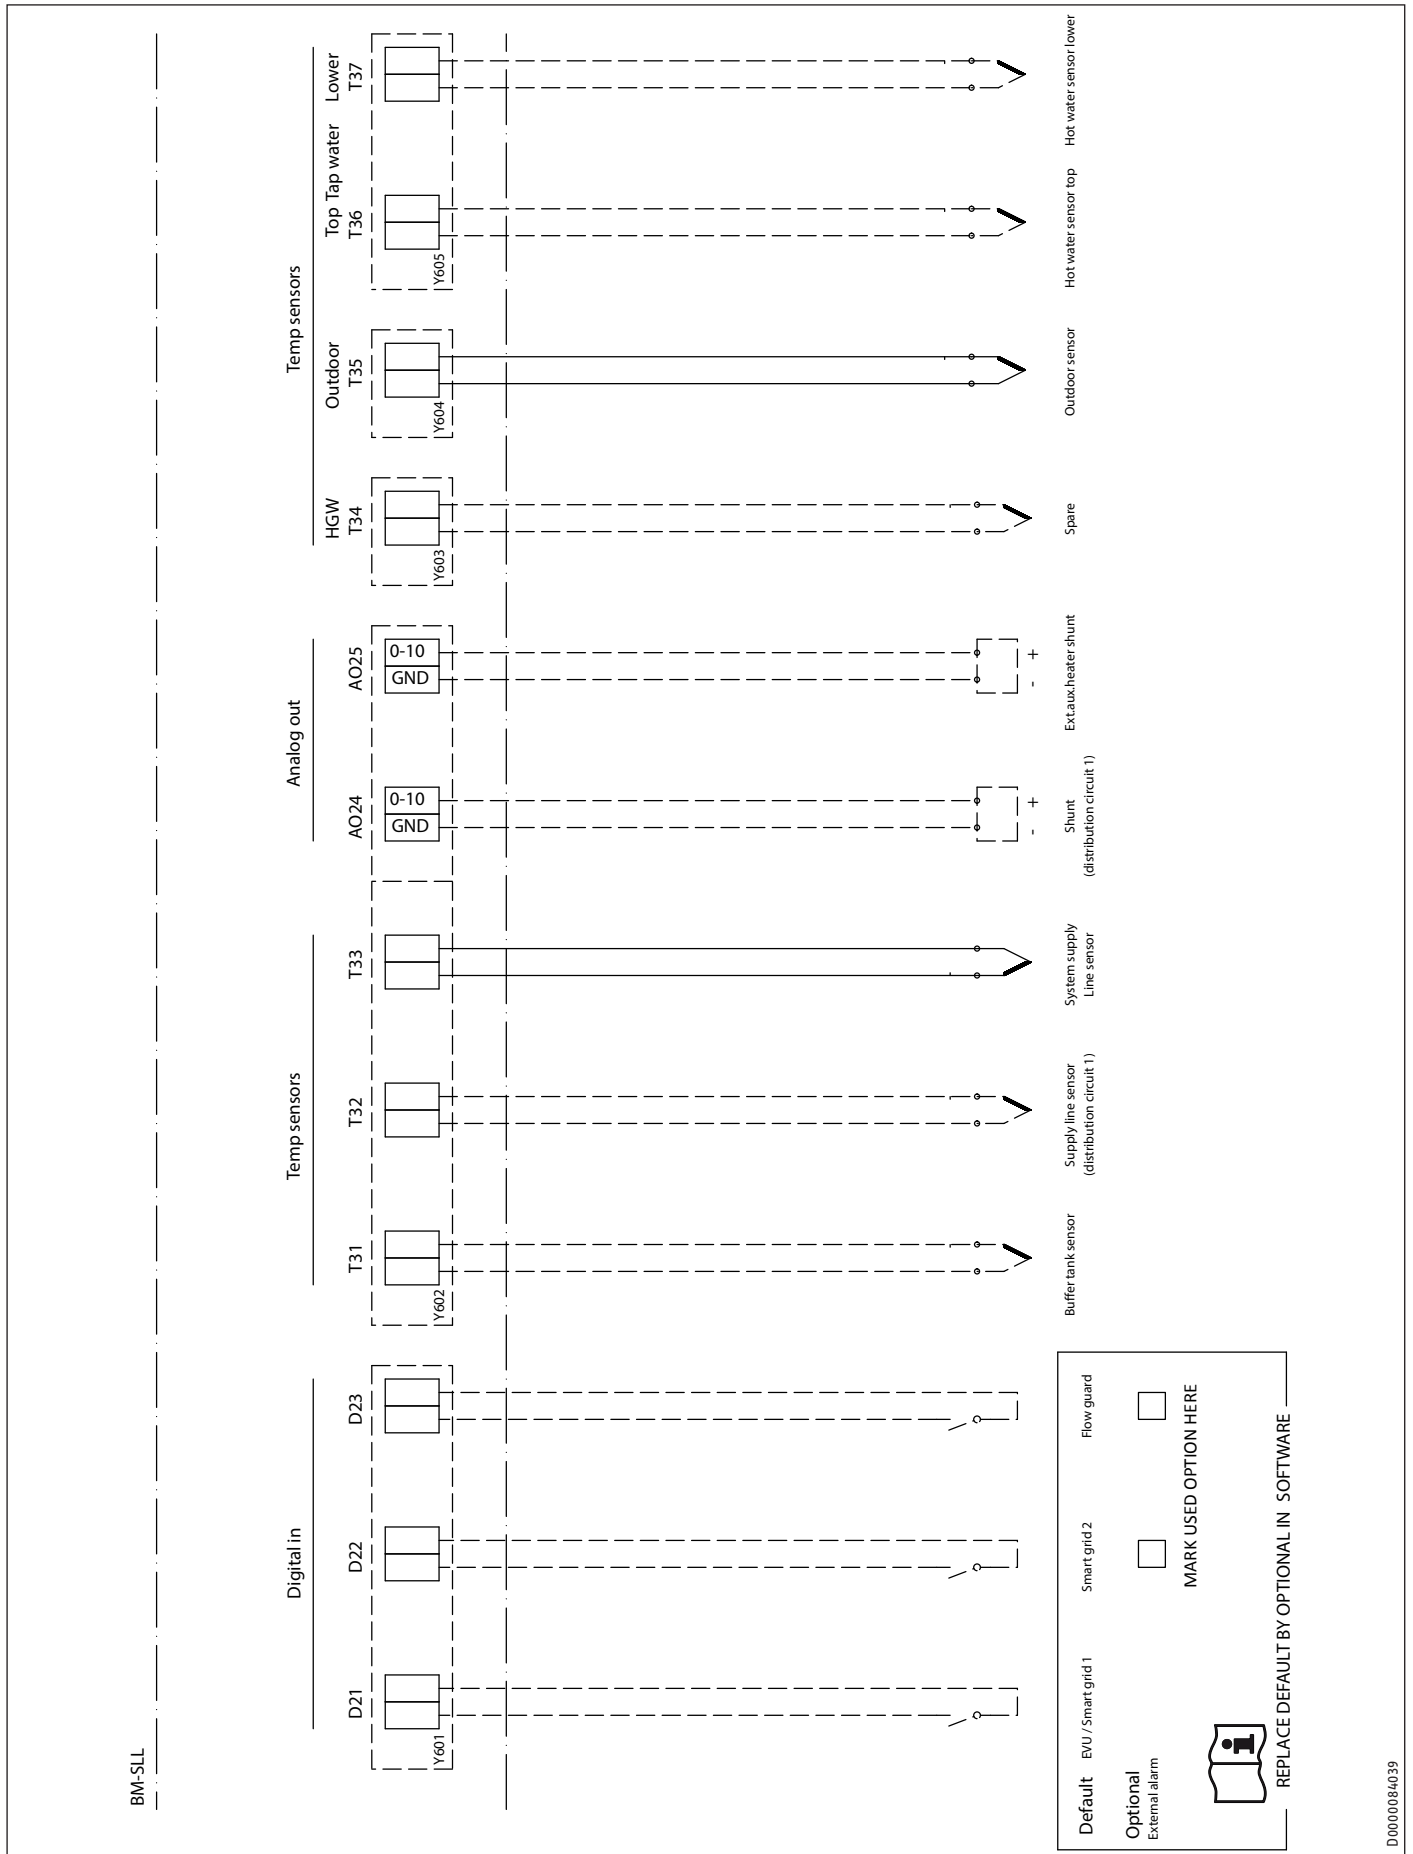 BM-SLL
Digital in
Temp sensors
Analog out
Temp sensors
D21
D22
D23
T31
T32
T33
AO24
AO25
HGW
T34
Outdoor
T35
Top Tap water
T36
Lower
T37
0-10
GND
0-10
GND
Y601
Y602
Y603
Y604
Y605
- +
- +
Buffer tank sensor
Supply line sensor
(distribution circuit 1)
System supply
Line sensor
Shunt
(distribution circuit 1)
Ext.aux.heater shunt
Spare
Outdoor sensor
Hot water sensor top
Hot water sensor lower
Default
EVU / Smart grid 1
Smart grid 2
Flow guard
Optional
External alarm
MARK USED OPTION HERE
i
REPLACE DEFAULT BY OPTIONAL IN SOFTWARE
D0000084039